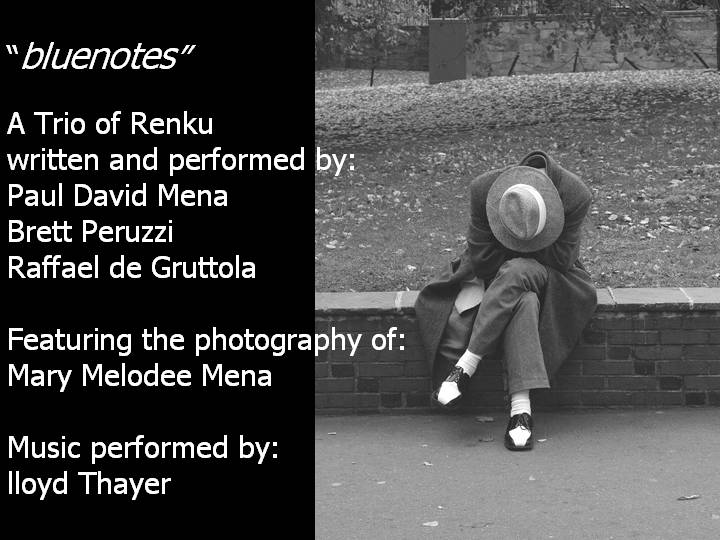 “bluenotes”
A Trio of Renku
written and performed by:
Paul David Mena
Brett Peruzzi
Raffael de Gruttola
Featuring the photography of:
Mary Melodee Mena
Music performed by:
lloyd Thayer